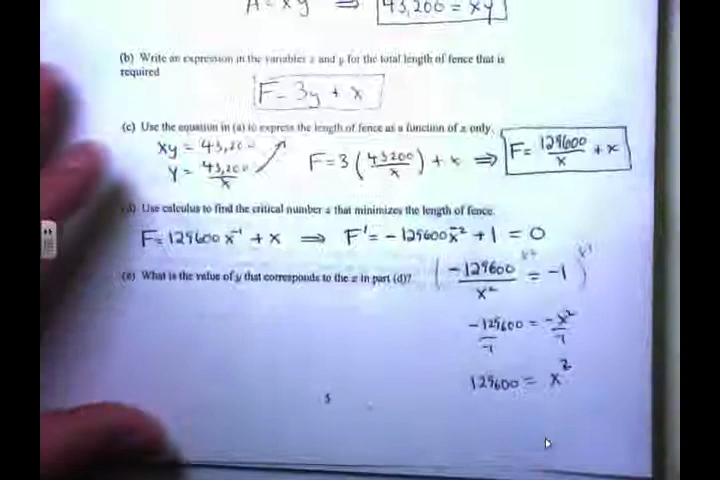 A = xy ⇒ 43,200 = xy
(b) Write an expression in the variables x and y for the total length of fence that is
required
F = 3y + x
(c) Use the equation in (a) to express the length of fence as a function of x only.
xy = 43,200
y = 43,200/x
F = 3(43200/x) + x ⇒ F = 129600/x + x
(d) Use calculus to find the critical number x that minimizes the length of fence.
F = 129600x⁻¹ + x ⇒ F' = -129600x⁻² + 1 = 0
(e) What is the value of y that corresponds to the x in part (d)?
(-129600/x² = -1) x²
-129600/-1 = -x²/-1
129600 = x²
5